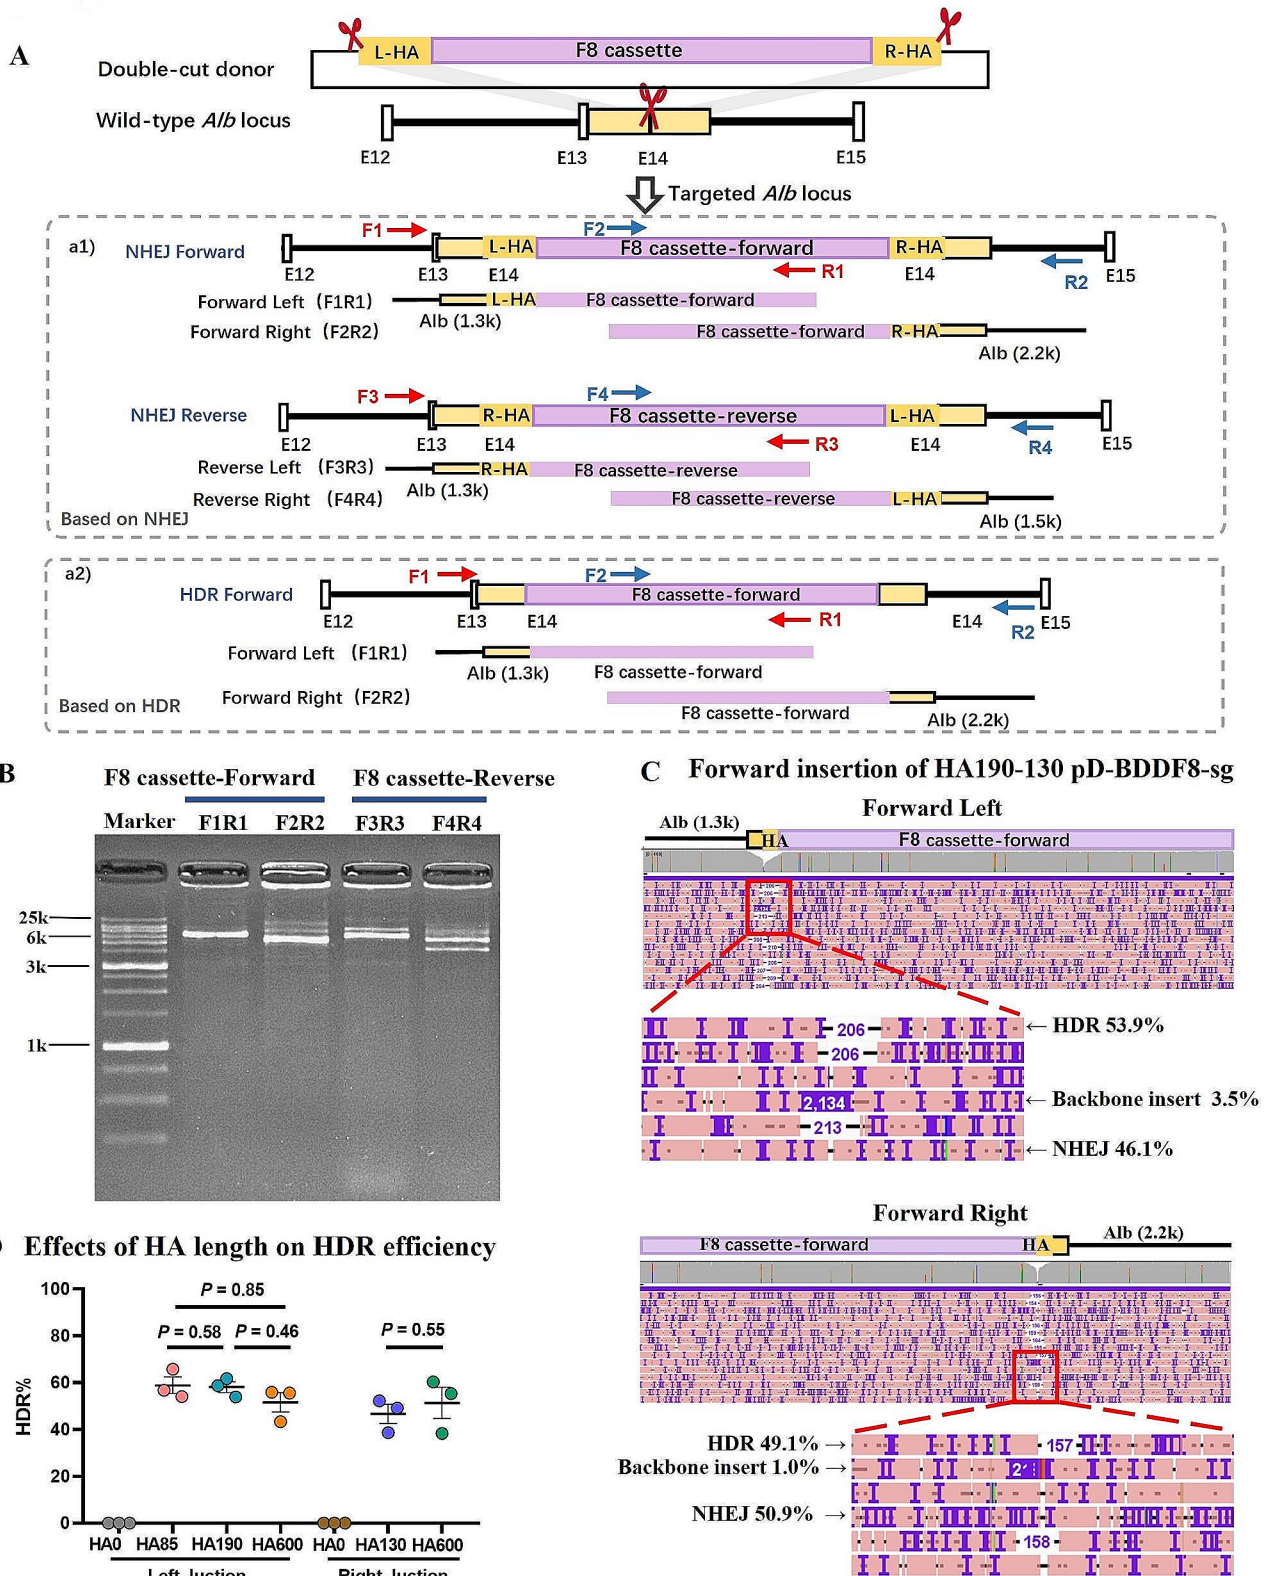 A
L-HA F8 cassette R-HA
Double-cut donor
Wild-type Alb locus
E12 E13 E14 E15
Targeted Alb locus
a1) NHEJ Forward
F1 F2
L-HA F8 cassette-forward R-HA
E12 E13 E14 R1 E14 R2 E15
Forward Left (F1R1) L-HA F8 cassette-forward
Alb (1.3k)
Forward Right (F2R2) F8 cassette-forward R-HA
Alb (2.2k)
F3 F4
NHEJ Reverse R-HA F8 cassette-reverse L-HA
E12 E13 E14 R3 E14 R4 E15
Reverse Left (F3R3) R-HA F8 cassette-reverse
Alb (1.3k)
Reverse Right (F4R4) F8 cassette-reverse L-HA
Alb (1.5k)
Based on NHEJ
a2)
F1 F2
HDR Forward F8 cassette-forward
E12 E13 E14 R1 E14 R2 E15
Forward Left (F1R1)
Alb (1.3k) F8 cassette-forward
Forward Right (F2R2)
F8 cassette-forward Alb (2.2k)
Based on HDR
B
F8 cassette-Forward F8 cassette-Reverse
Marker F1R1 F2R2 F3R3 F4R4
25k
6k
3k
1k
C Forward insertion of HA190-130 pD-BDDF8-sg
Forward Left
Alb (1.3k)
HA F8 cassette-forward
206 ← HDR 53.9%
206
2,134 ← Backbone insert 3.5%
213
← NHEJ 46.1%
Forward Right
F8 cassette-forward HA Alb (2.2k)
HDR 49.1% → 157
Backbone insert 1.0% →
NHEJ 50.9% →
158
Effects of HA length on HDR efficiency
HDR%
100
80
60
40
20
0
P = 0.85
P = 0.58 P = 0.46 P = 0.55
HA0 HA85 HA190 HA600 HA0 HA130 HA600